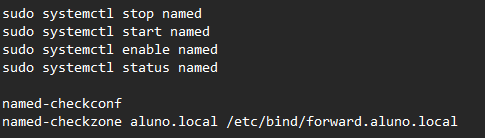 sudo systemctl stop named
sudo systemctl start named
sudo systemctl enable named
sudo systemctl status named
named-checkconf
named-checkzone aluno.local /etc/bind/forward.aluno.local